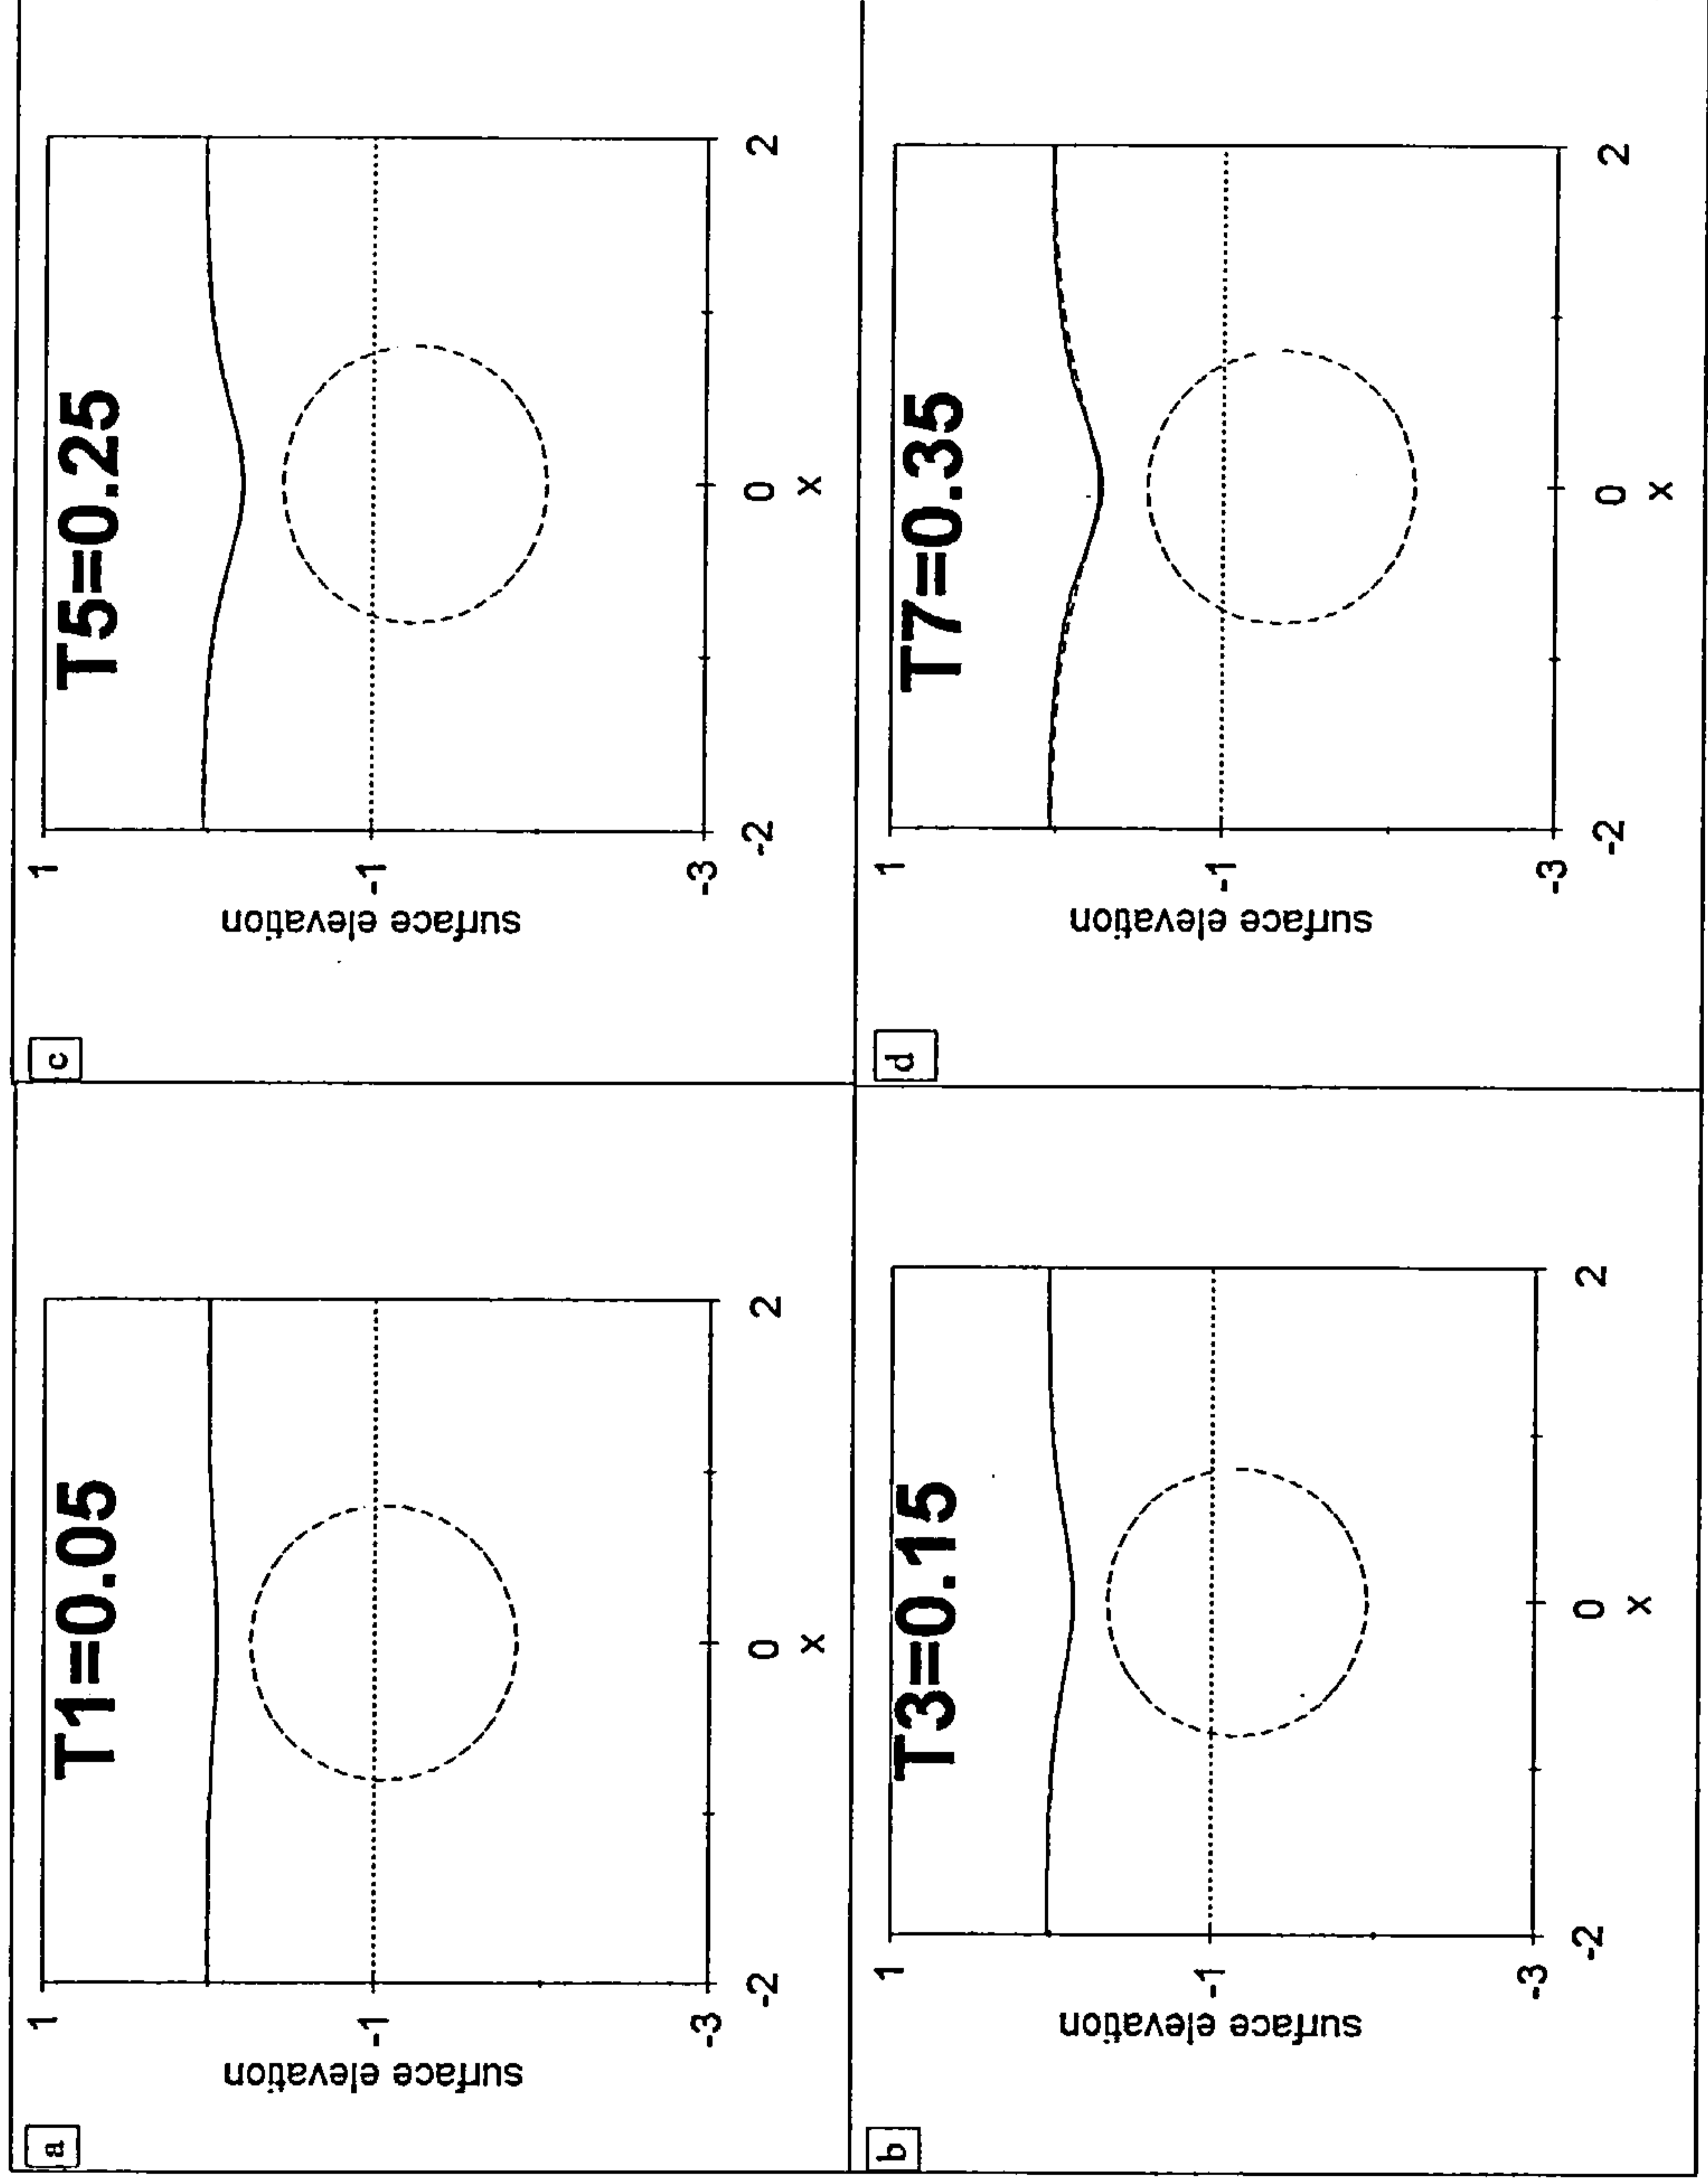 a
T1=0.05
surface elevation
1
-1
-3
-2
0
2
x
c
T5=0.25
surface elevation
1
-1
-3
-2
0
2
x
b
T3=0.15
surface elevation
1
-1
-3
-2
0
2
x
d
T7=0.35
surface elevation
1
-1
-3
-2
0
2
x